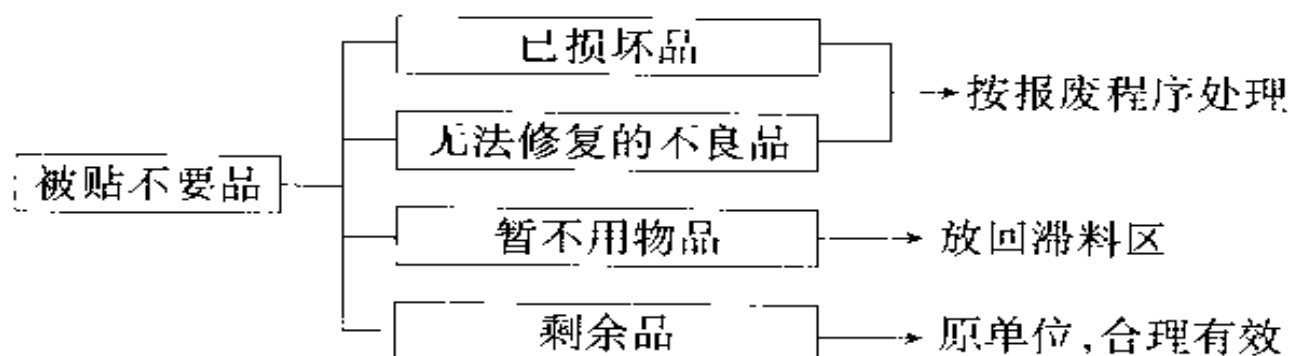 已损坏品
按报废程序处理
无法修复的不良品
被贴不要品
暂不用物品
放回滞料区
剩余品
原单位,合理有效